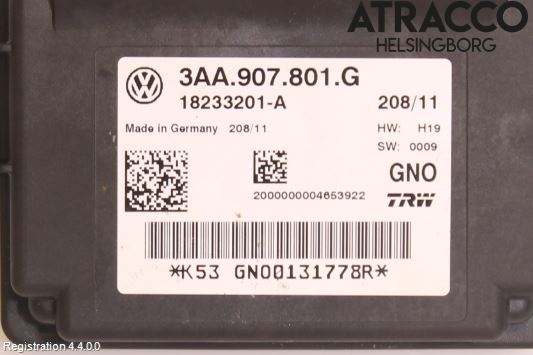 ATRACCO
HELSINGBORG
3AA.907.801.G
18233201-A 208/11
Made in Germany 208/11 HW: H19
SW: 0009
GNO
2000000004653922
TRW
*K53 GNO0131778R*
Registration 4.4.0.0